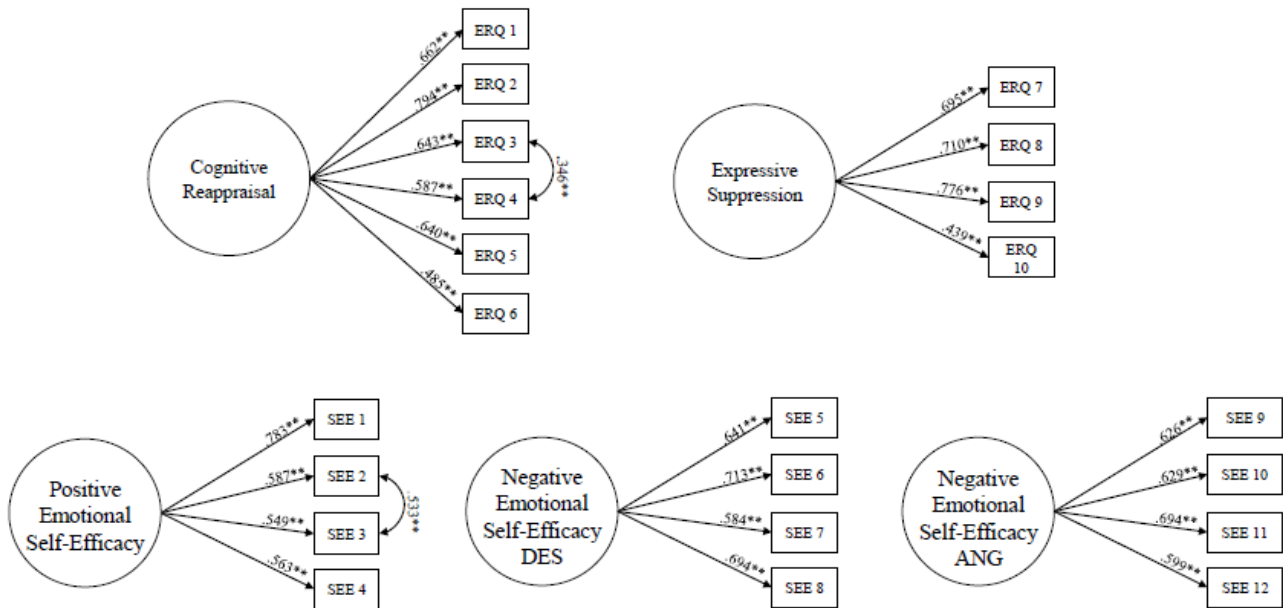 Cognitive
Reappraisal
.662**
.794**
.643**
.587**
.640**
.485**
ERQ 1
ERQ 2
ERQ 3
ERQ 4
ERQ 5
ERQ 6
.346**
Expressive
Suppression
.695**
.710**
.776**
.439**
ERQ 7
ERQ 8
ERQ 9
ERQ
10
Positive
Emotional
Self-Efficacy
.783**
.587**
.549**
.563**
SEE 1
SEE 2
SEE 3
SEE 4
.533**
Negative
Emotional
Self-Efficacy
DES
.641**
.713**
.584**
.694**
SEE 5
SEE 6
SEE 7
SEE 8
Negative
Emotional
Self-Efficacy
ANG
.626**
.629**
.694**
.599**
SEE 9
SEE 10
SEE 11
SEE 12